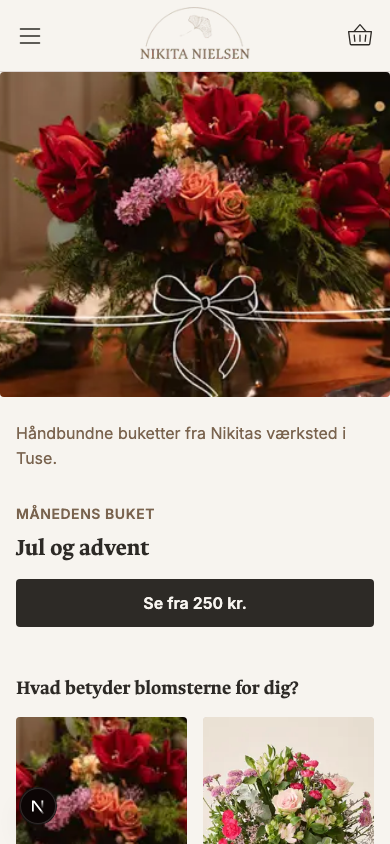 NIKITA NIELSEN
Håndbundne buketter fra Nikitas værksted i
Tuse.
MÅNEDENS BUKET
Jul og advent
Se fra 250 kr.
Hvad betyder blomsterne for dig?
N